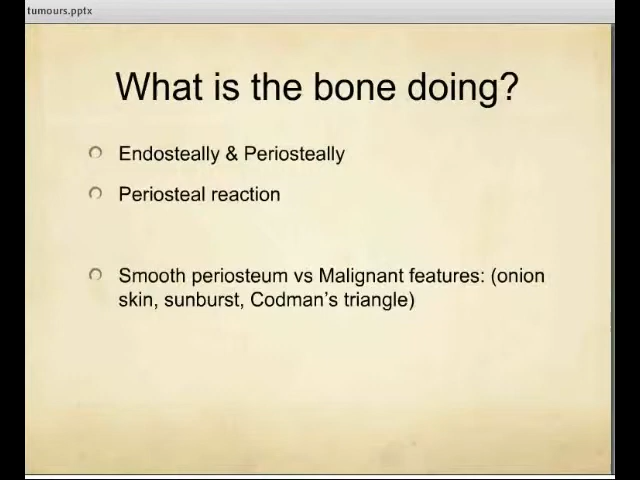 tumours.pptx
What is the bone doing?
Endosteally & Periosteally
Periosteal reaction
Smooth periosteum vs Malignant features: (onion
skin, sunburst, Codman's triangle)